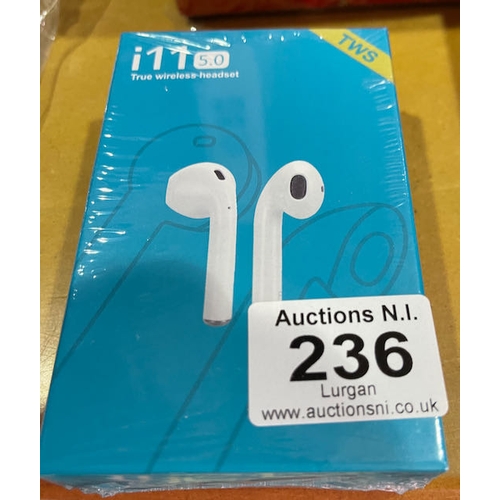 i11 5.0
TWS
True wireless-headset
Auctions N.I.
236
Lurgan
www.auctionsni.co.uk